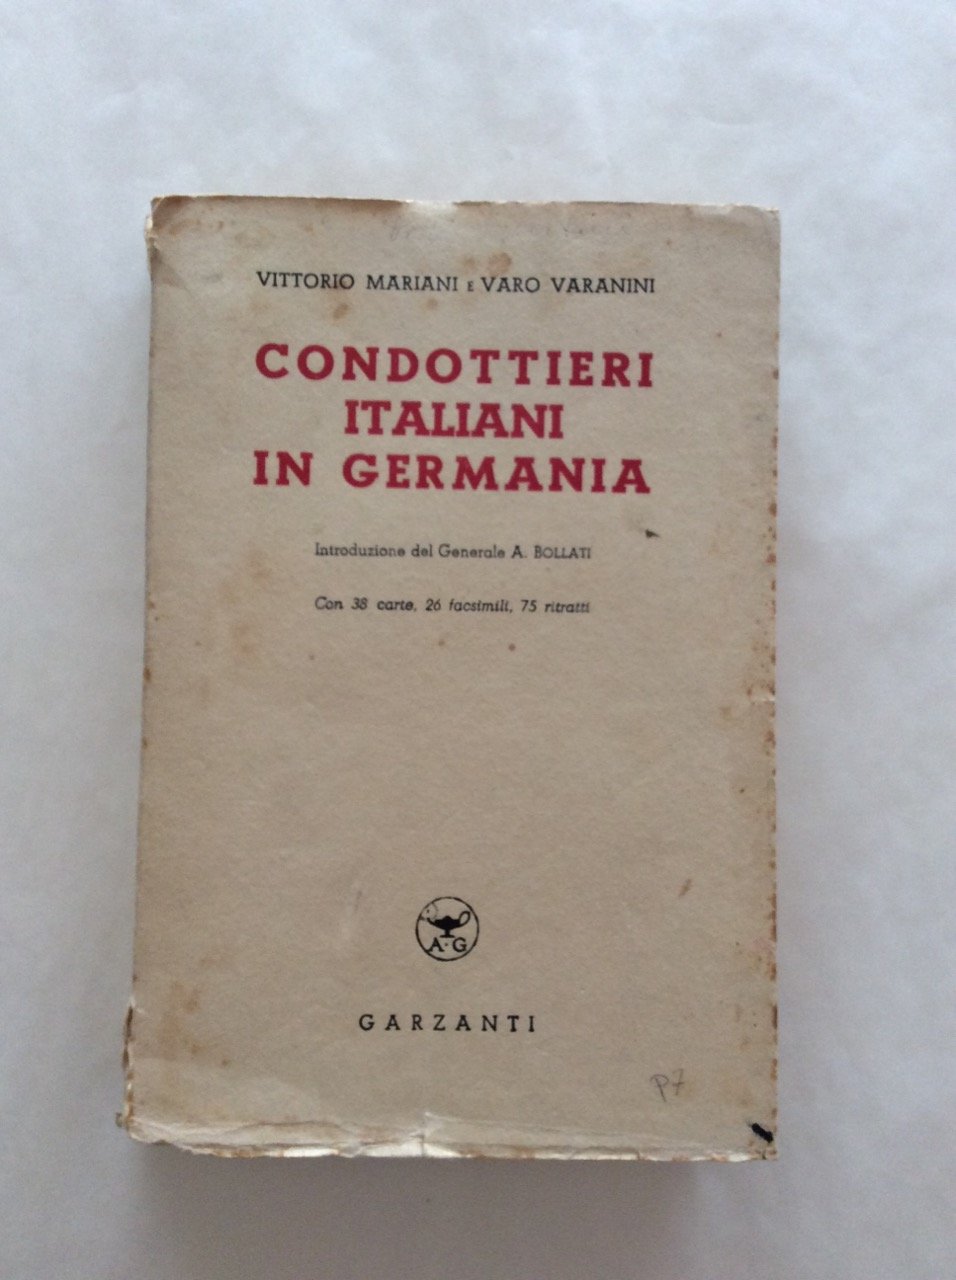 VITTORIO MARIANI E VARO VARANINI
CONDOTTIERI
ITALIANI
IN GERMANIA
Introduzione del Generale A. BOLLATI
Con 38 carte, 26 facsimili, 75 ritratti
A·G
GARZANTI
P7